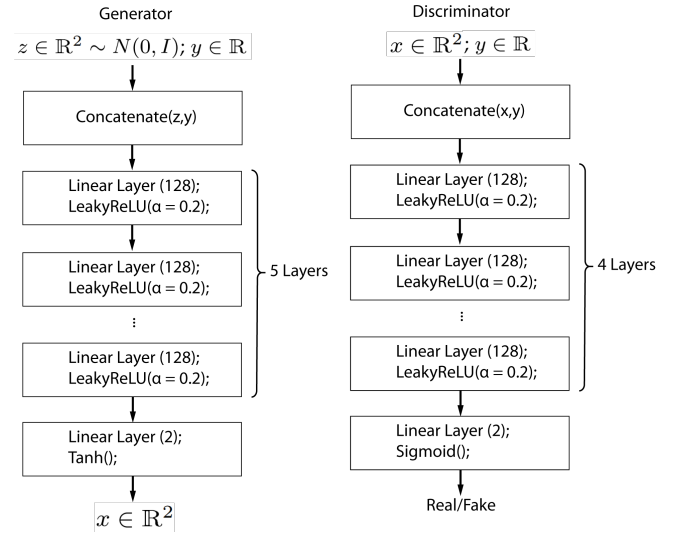 Generator
z ∈ ℝ² ∼ N(0, I); y ∈ ℝ
Concatenate(z,y)
Linear Layer (128);
LeakyReLU(α = 0.2);
Linear Layer (128);
LeakyReLU(α = 0.2);
⋮
Linear Layer (128);
LeakyReLU(α = 0.2);
5 Layers
Linear Layer (2);
Tanh();
x ∈ ℝ²
Discriminator
x ∈ ℝ²; y ∈ ℝ
Concatenate(x,y)
Linear Layer (128);
LeakyReLU(α = 0.2);
Linear Layer (128);
LeakyReLU(α = 0.2);
⋮
Linear Layer (128);
LeakyReLU(α = 0.2);
4 Layers
Linear Layer (2);
Sigmoid();
Real/Fake